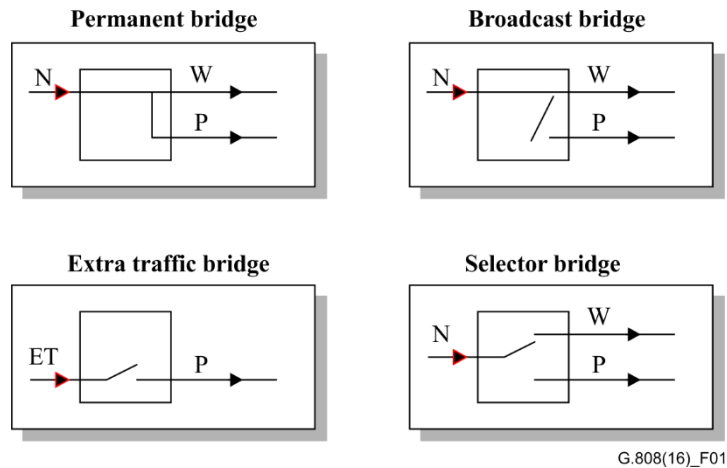 Permanent bridge
N
W
P
Broadcast bridge
N
W
P
Extra traffic bridge
ET
P
Selector bridge
N
W
P
G.808(16)_F01